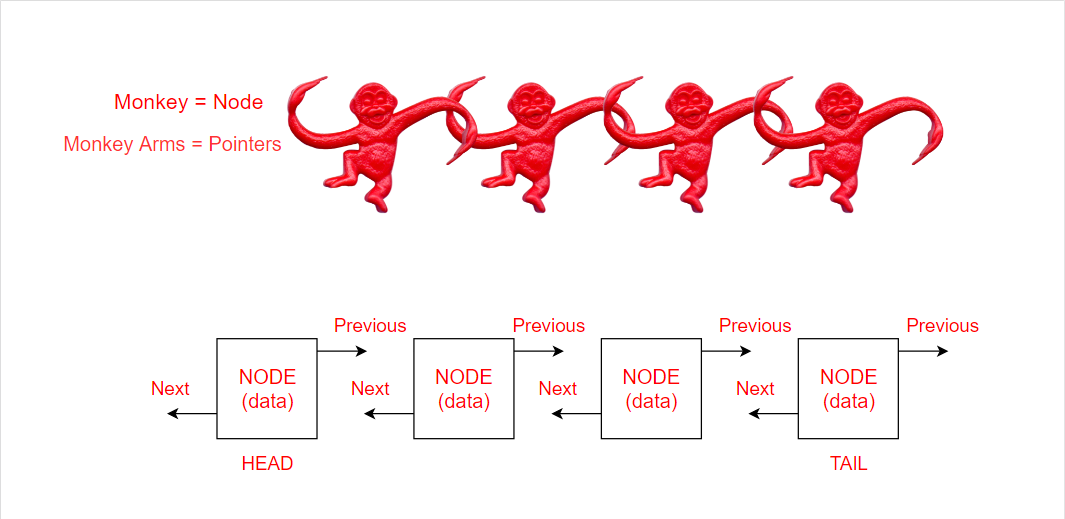 Monkey = Node
Monkey Arms = Pointers
Previous
Previous
Previous
Previous
Next
NODE
(data)
Next
NODE
(data)
Next
NODE
(data)
Next
NODE
(data)
HEAD
TAIL